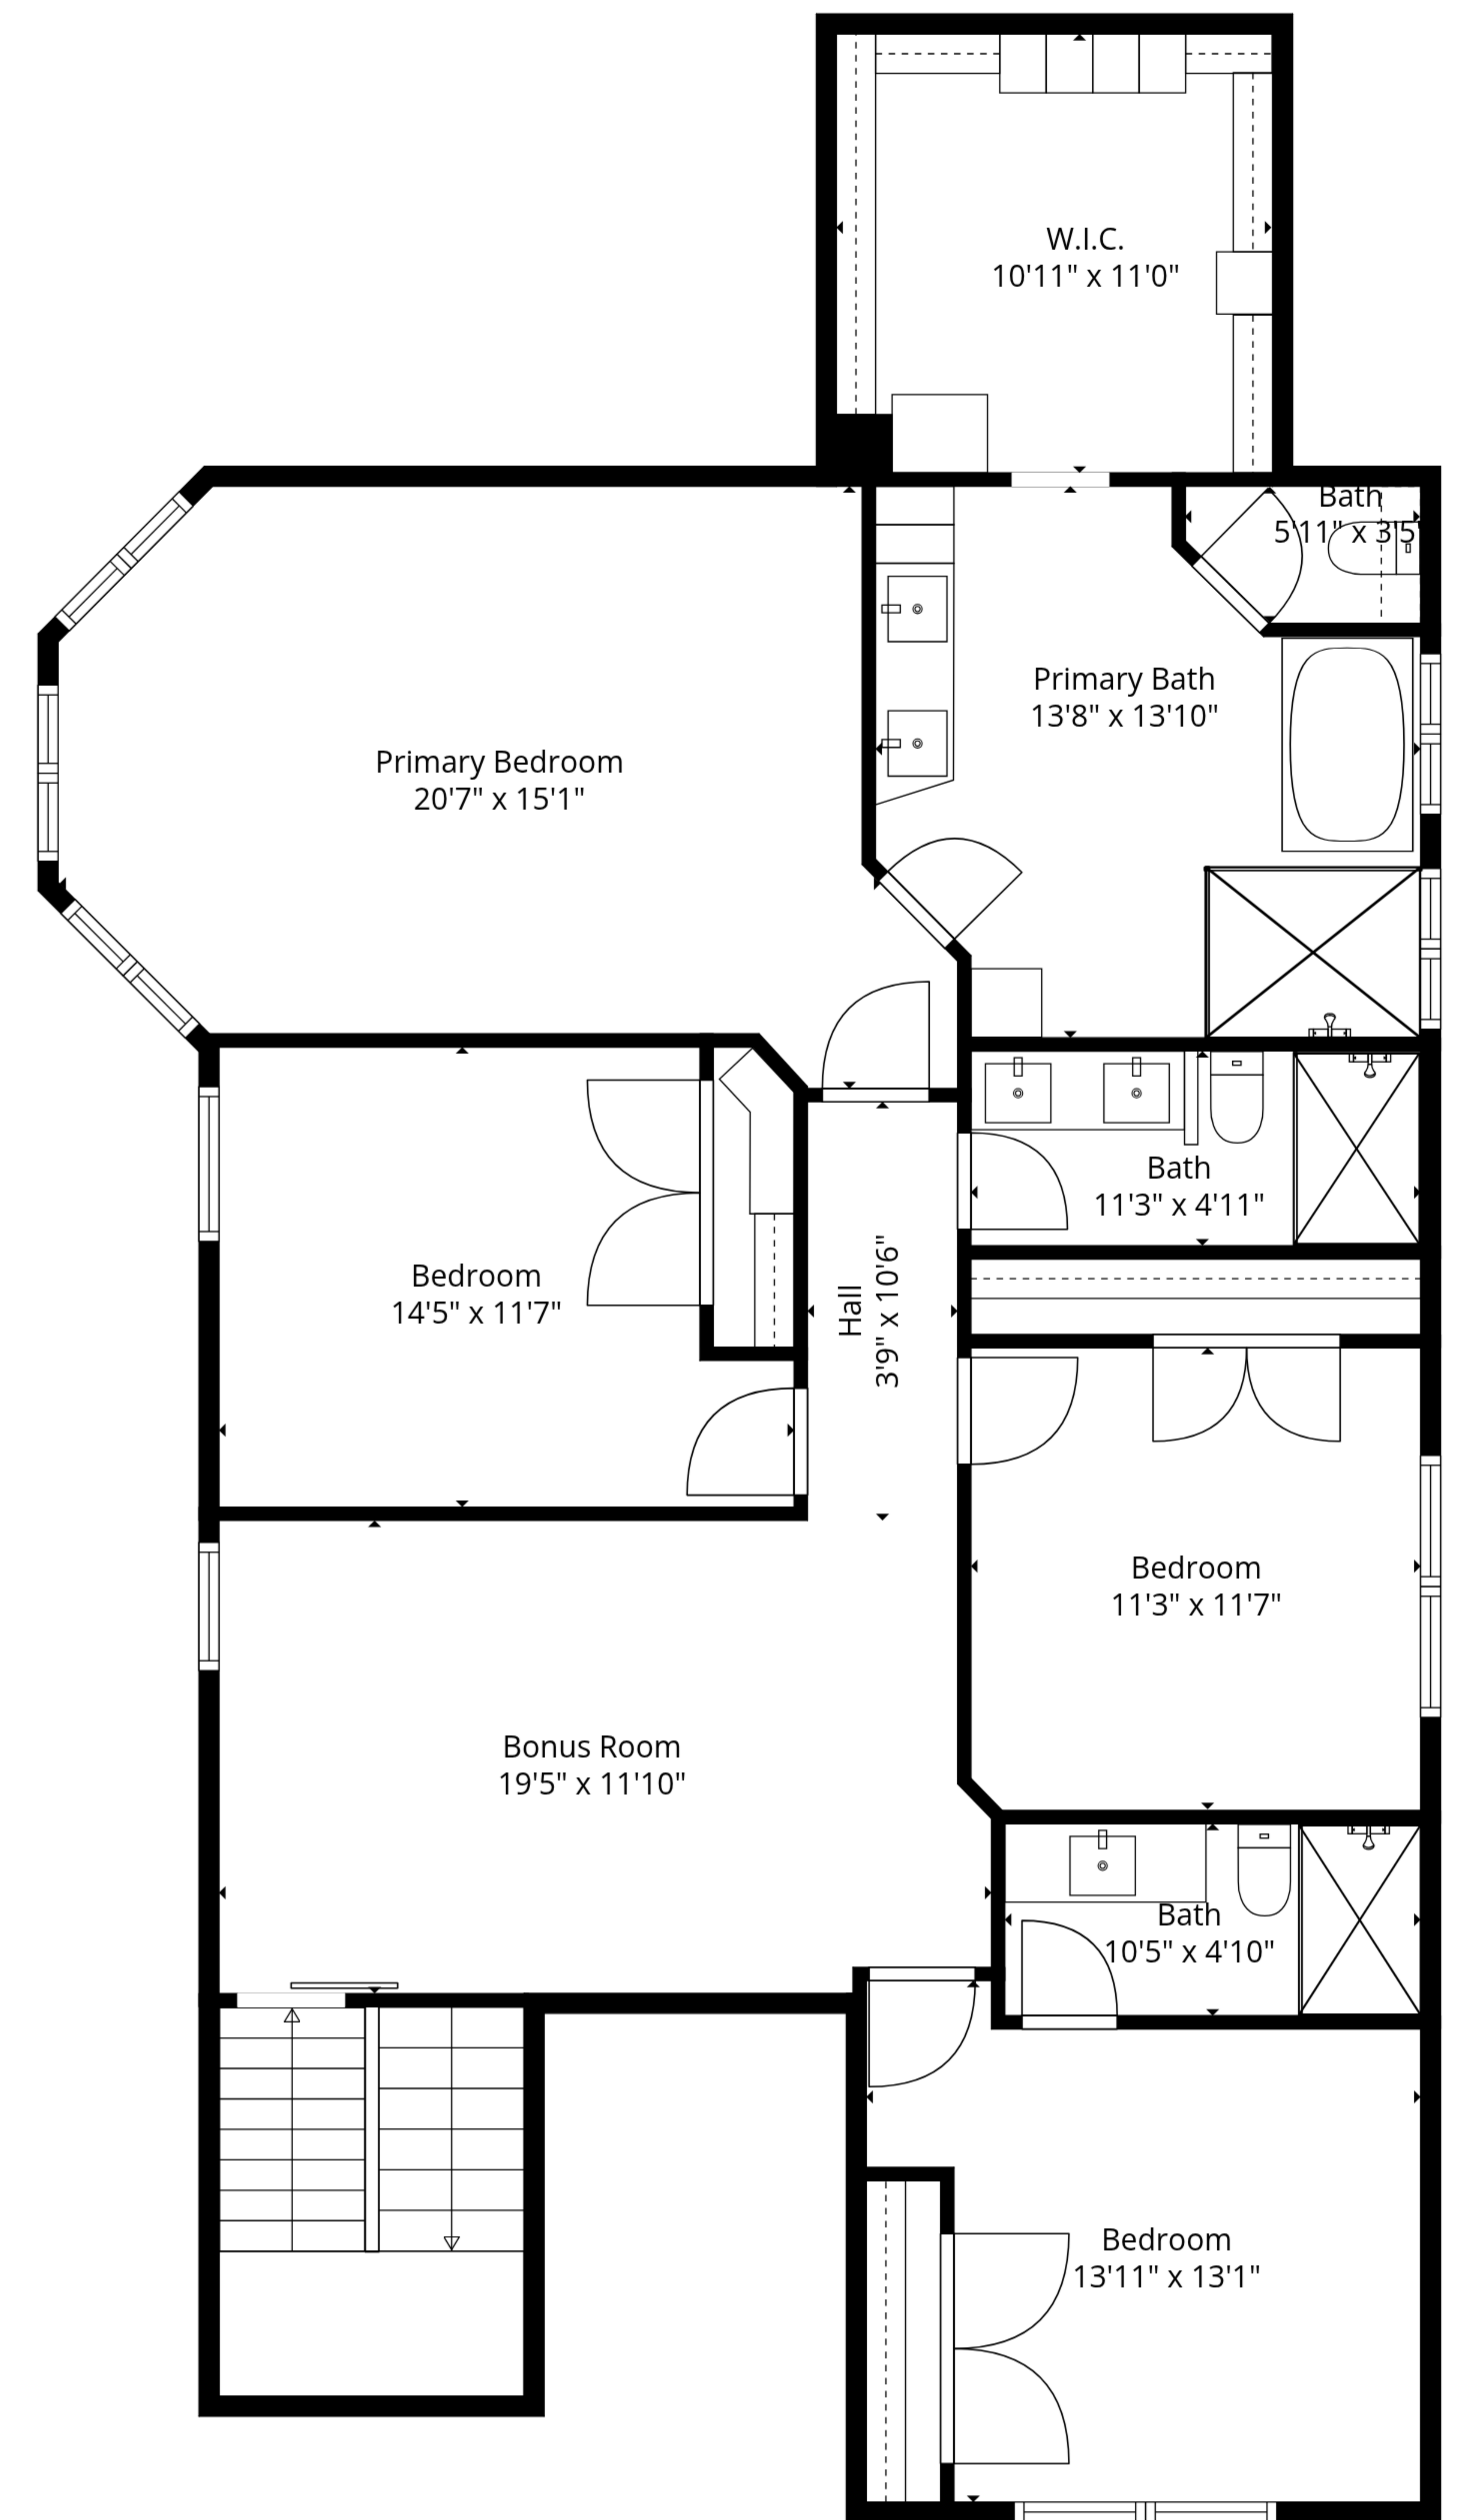 W.I.C.
10'11" x 11'0"
Bath
5'11" x 3'5"
Primary Bath
13'8" x 13'10"
Primary Bedroom
20'7" x 15'1"
Bath
11'3" x 4'11"
Hall
3'9" x 10'6"
Bedroom
14'5" x 11'7"
Bedroom
11'3" x 11'7"
Bonus Room
19'5" x 11'10"
Bath
10'5" x 4'10"
Bedroom
13'11" x 13'1"